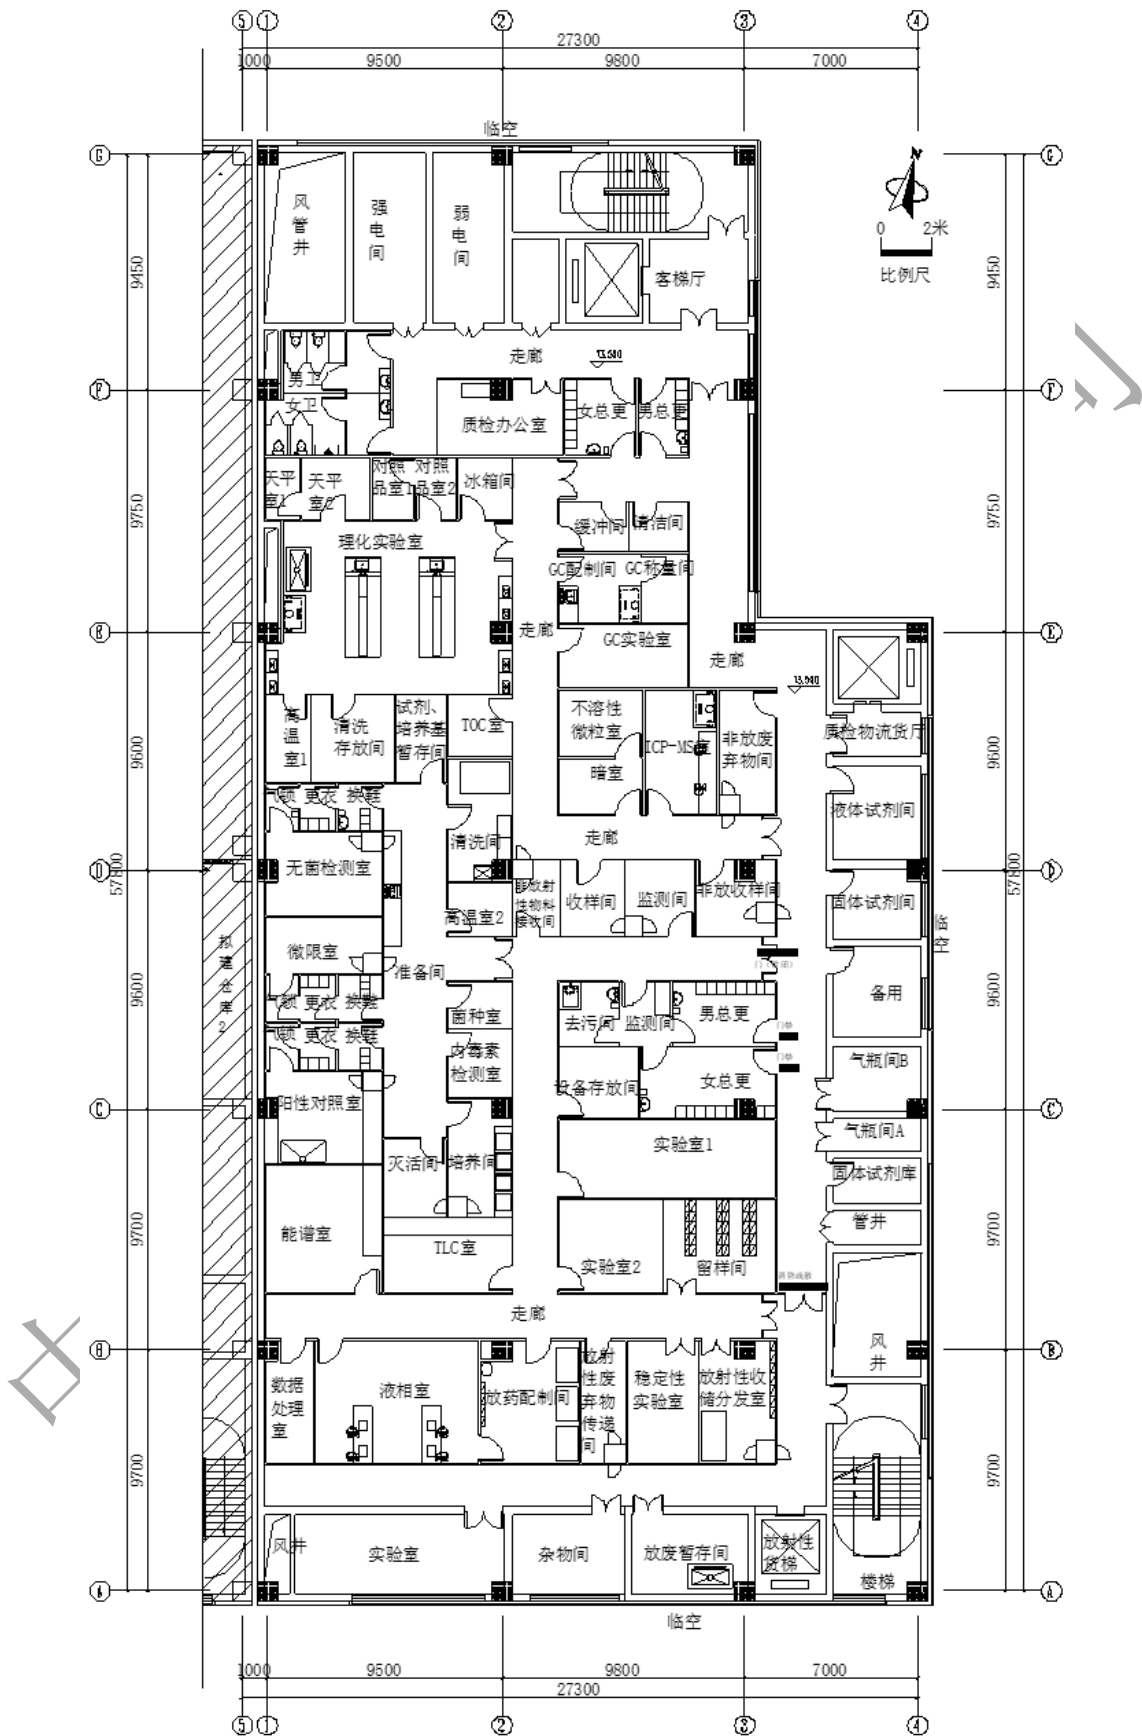 5 1 2 3 4
27300
1000 9500 9800 7000
临空
G G
N
0 2米
比例尺
风管井
强电间
弱电间
客梯厅
9450 9450
走廊
男卫
F F
女卫
质检办公室
女总更 男总更
天平室1
天平室2
对照品室1
对照品室2
冰箱间
缓冲间 清洁间
9750 9750
理化实验室
GC配制间 GC称量间
E E
走廊
GC实验室
走廊
高温室1
清洗存放间
试剂、培养基暂存间
TOC室
不溶性微粒室
ICP-MS室
非放废弃物间
质检物流货厅
9600 9600
暗室
气锁 更衣 换鞋
液体试剂间
走廊
清洗间
无菌检测室
D D
57800 57800
高温室2
非放射性物料接收间
收样间
监测间
非放收样间
固体试剂间
临空
拟建仓库2
微限室
准备间
9600 9600
备用
气锁 更衣 换鞋
菌种室
去污间 监测间 男总更
门禁
气锁 更衣 换鞋
内毒素检测室
门禁
设备存放间
女总更
气瓶间B
阳性对照室
C C
气瓶间A
实验室1
灭活间 培养间
固体试剂库
能谱室
9700 9700
管井
TLC室
实验室2
留样间
走廊
风井
B B
数据处理室
液相室
放药配制间
放射性废弃物传递间
稳定性实验室
放射性收储分发室
9700 9700
风井
实验室
杂物间
放废暂存间
放射性货梯
楼梯
A A
临空
1000 9500 9800 7000
27300
5 1 2 3 4